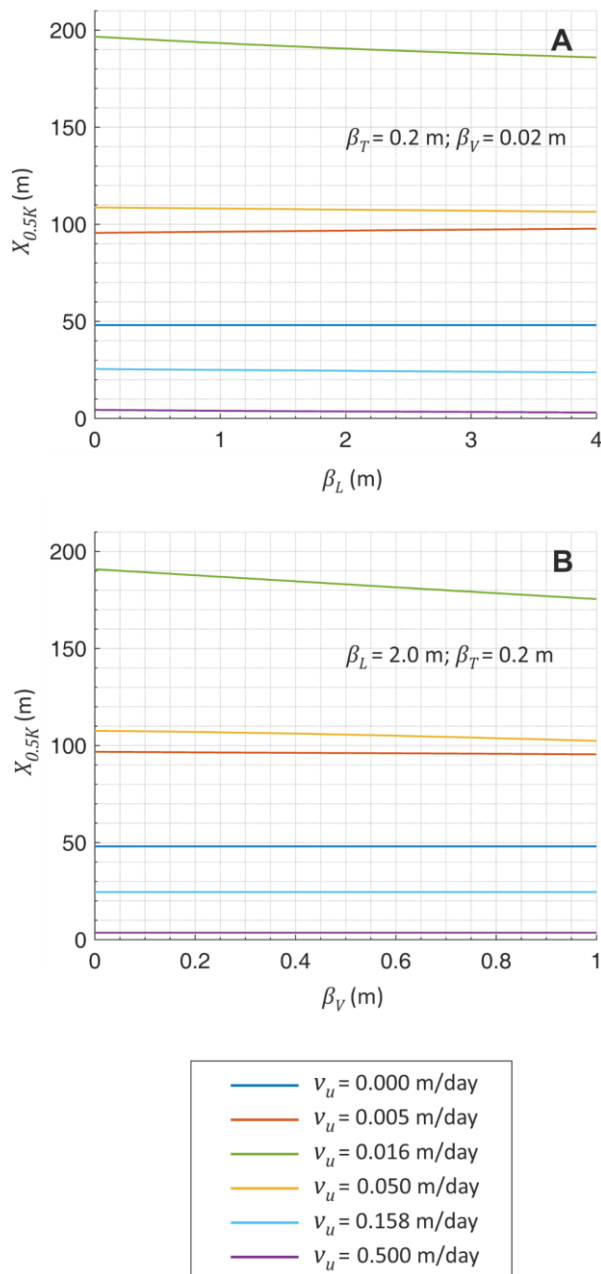 200
150
100
50
0
X0.5K (m)
A
βT = 0.2 m; βV = 0.02 m
0 1 2 3 4
βL (m)
200
150
100
50
0
X0.5K (m)
B
βL = 2.0 m; βT = 0.2 m
0 0.2 0.4 0.6 0.8 1
βV (m)
vu = 0.000 m/day
vu = 0.005 m/day
vu = 0.016 m/day
vu = 0.050 m/day
vu = 0.158 m/day
vu = 0.500 m/day